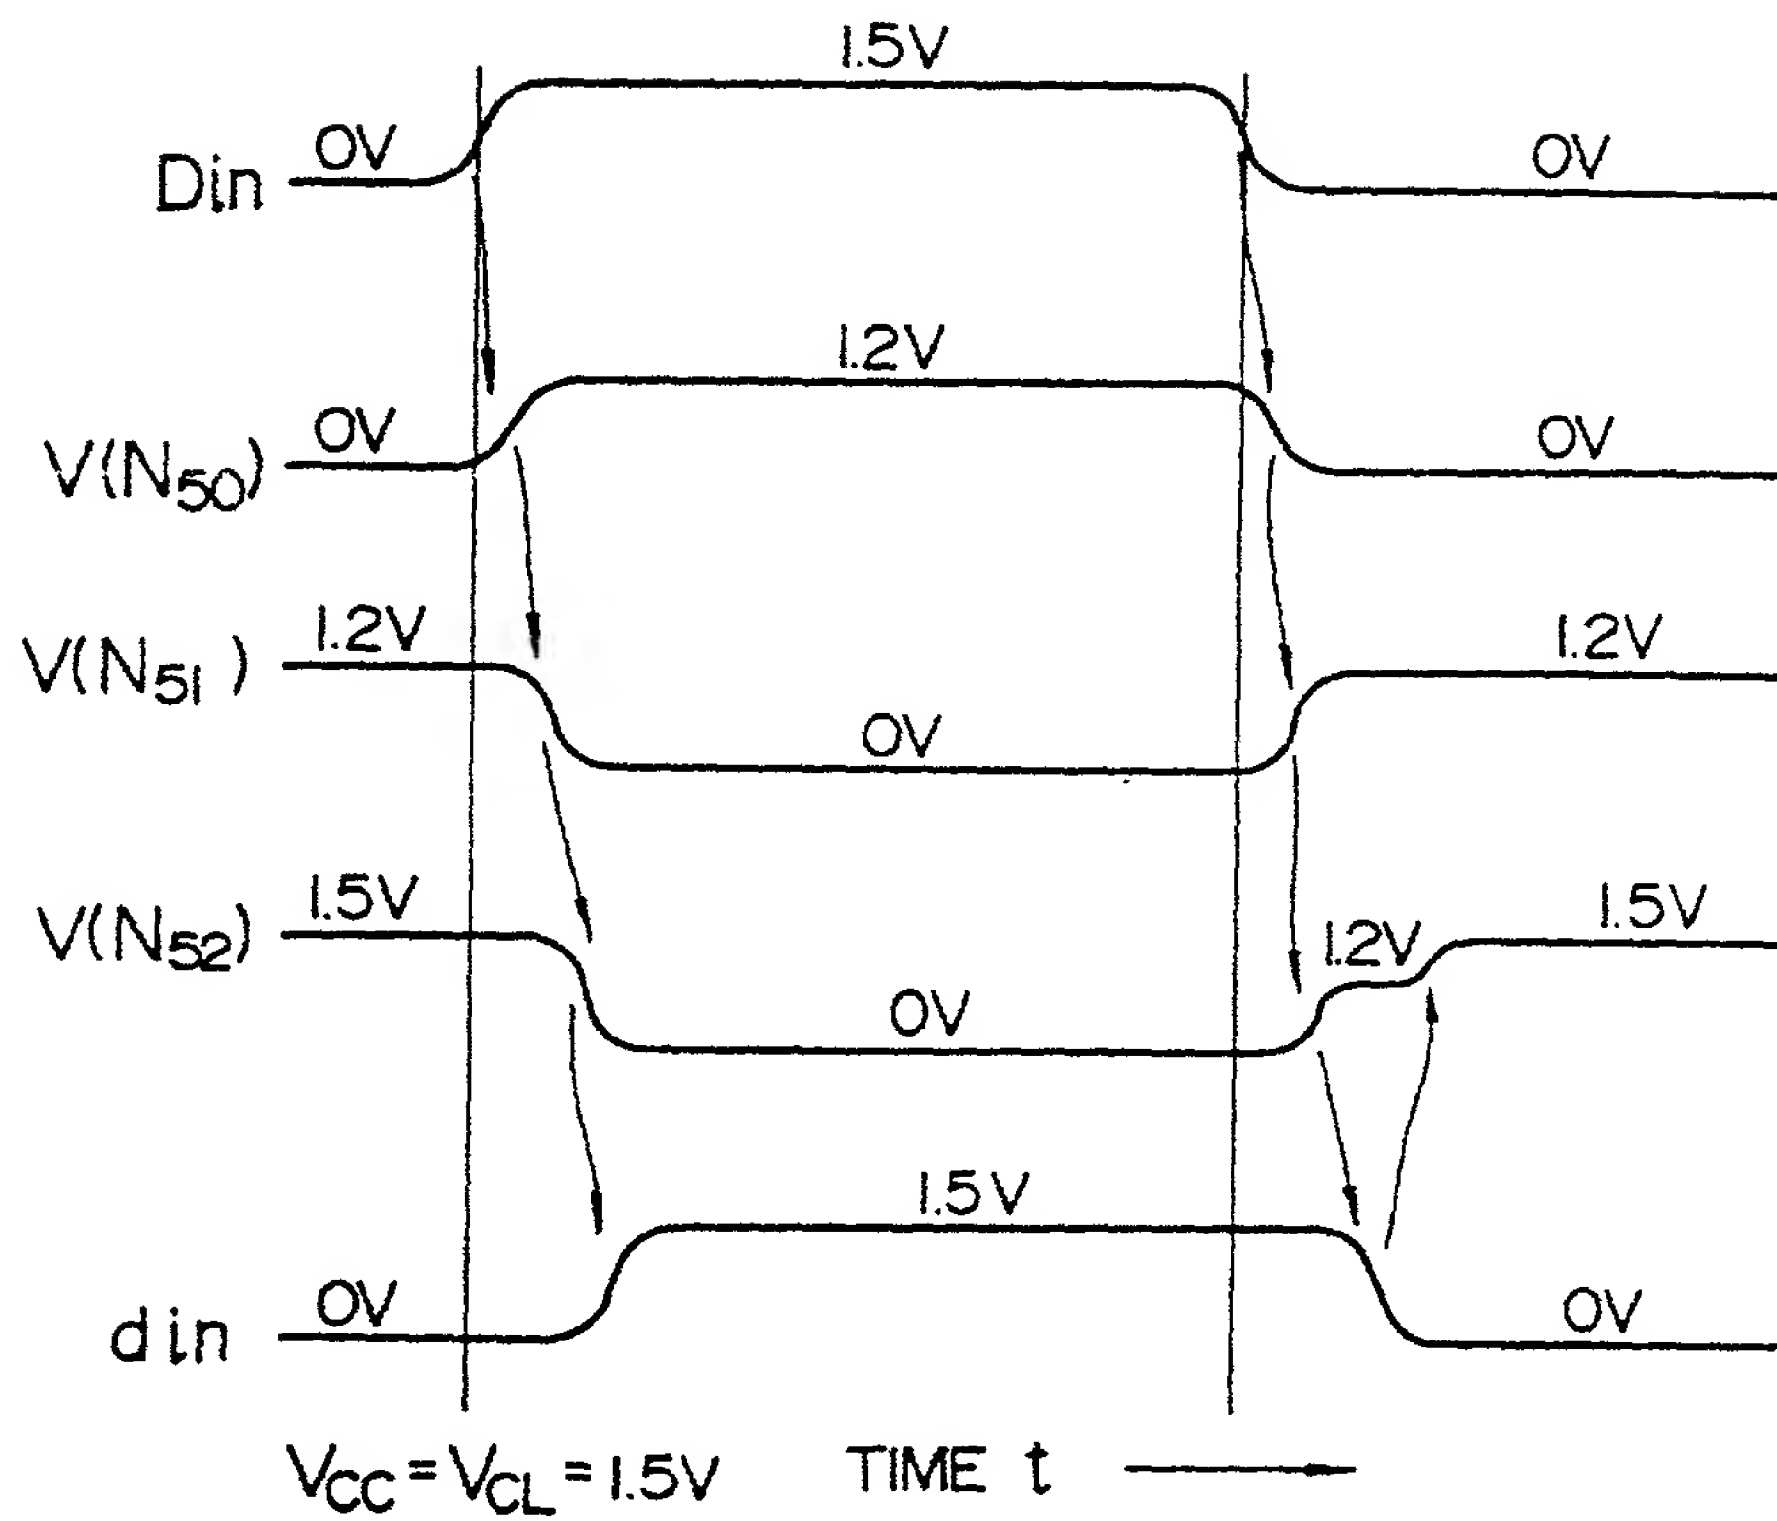 1.5V
Din 0V 0V
1.2V
V(N50) 0V 0V
V(N51) 1.2V 0V 1.2V
V(N52) 1.5V 0V 1.2V 1.5V
1.5V
din 0V 0V
VCC = VCL = 1.5V TIME t